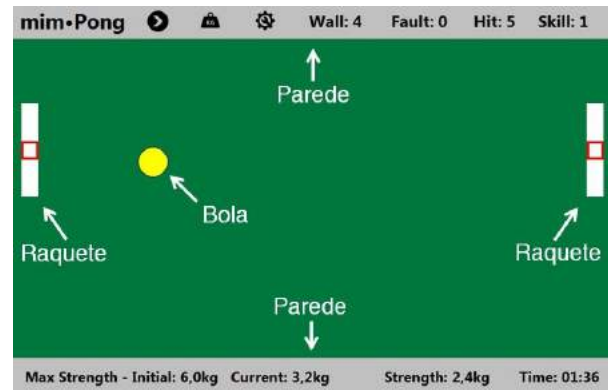 mim•Pong Wall: 4 Fault: 0 Hit: 5 Skill: 1
Parede
Bola
Raquete Raquete
Parede
Max Strength - Initial: 6,0kg Current: 3,2kg Strength: 2,4kg Time: 01:36